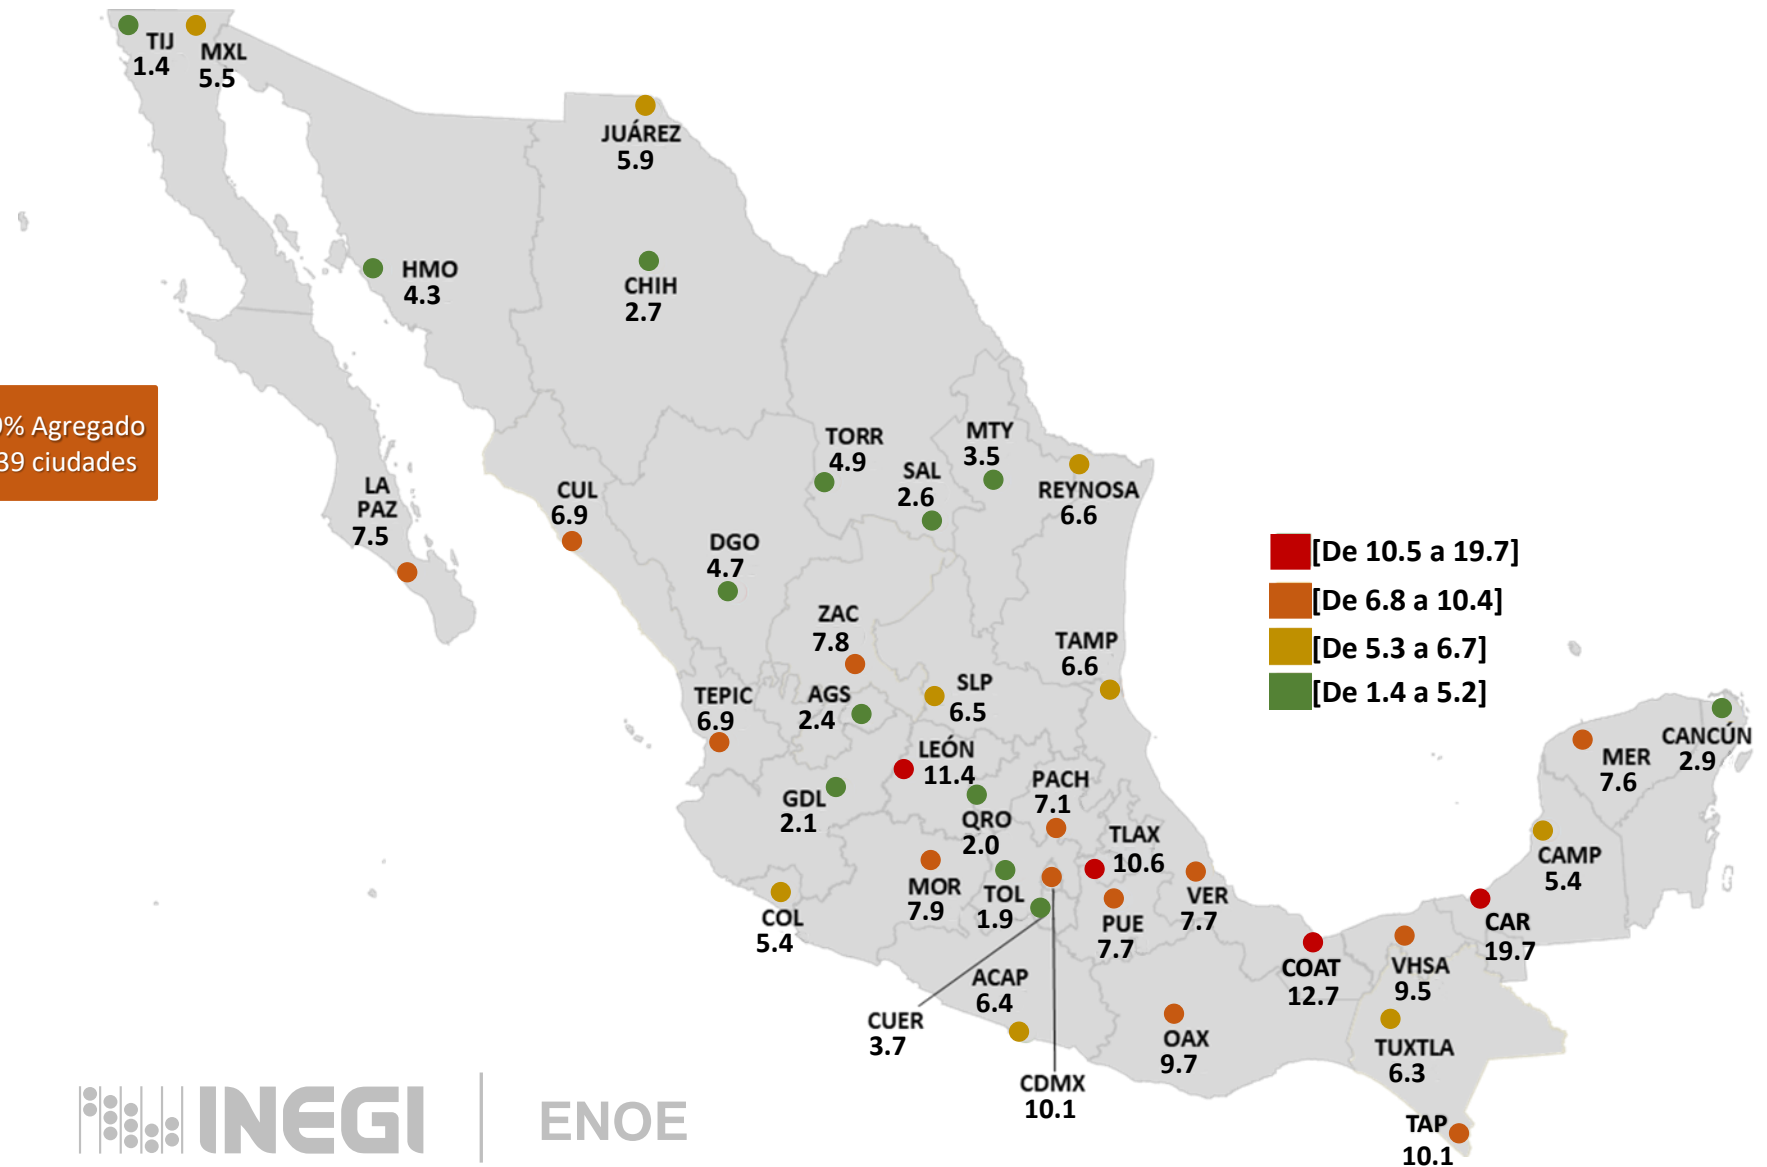 TIJ
1.4
MXL
5.5
JUÁREZ
5.9
HMO
4.3
CHIH
2.7
% Agregado
39 ciudades
LA
PAZ
7.5
CUL
6.9
TORR
4.9
SAL
2.6
MTY
3.5
REYNOSA
6.6
DGO
4.7
ZAC
7.8
TAMP
6.6
[De 10.5 a 19.7]
[De 6.8 a 10.4]
[De 5.3 a 6.7]
[De 1.4 a 5.2]
TEPIC
6.9
AGS
2.4
SLP
6.5
LEÓN
11.4
PACH
7.1
GDL
2.1
QRO
2.0
TLAX
10.6
MOR
7.9
TOL
1.9
PUE
7.7
VER
7.7
COL
5.4
CANCÚN
2.9
MER
7.6
CAMP
5.4
CAR
19.7
COAT
12.7
VHSA
9.5
ACAP
6.4
CUER
3.7
OAX
9.7
TUXTLA
6.3
CDMX
10.1
TAP
10.1
INEGI
ENOE